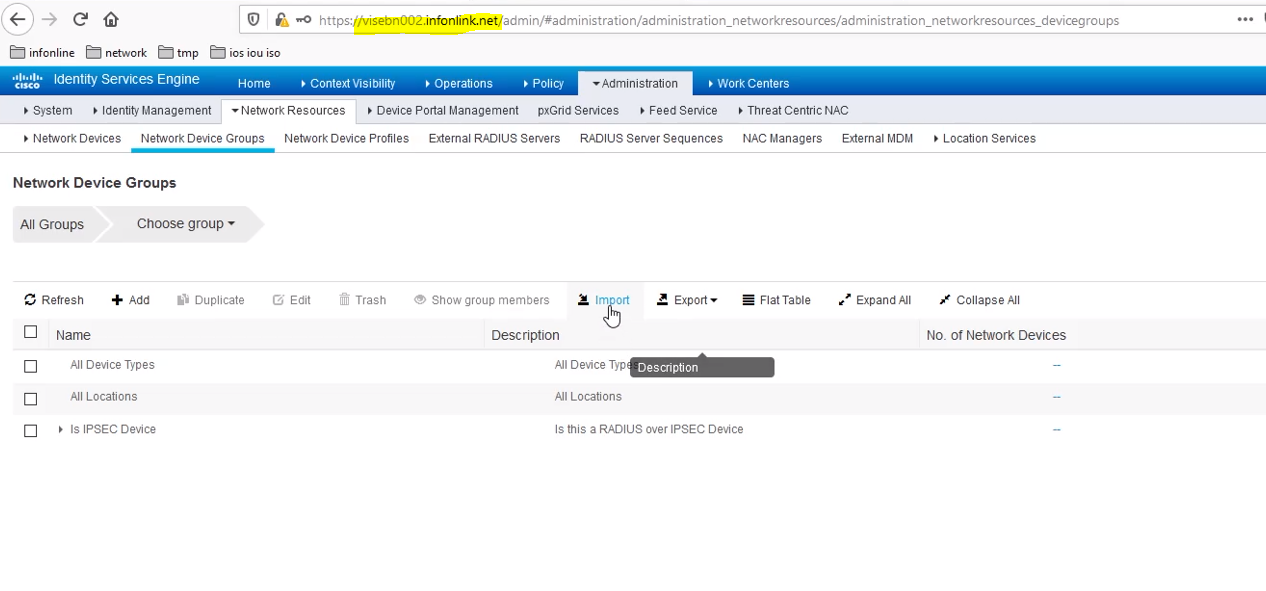 https://visebn002.infonlink.net/admin/#administration/administration_networkresources/administration_networkresources_devicegroups
infonline network tmp ios iou iso
cisco Identity Services Engine Home Context Visibility Operations Policy Administration Work Centers
System Identity Management Network Resources Device Portal Management pxGrid Services Feed Service Threat Centric NAC
Network Devices Network Device Groups Network Device Profiles External RADIUS Servers RADIUS Server Sequences NAC Managers External MDM Location Services
Network Device Groups
All Groups Choose group
Refresh Add Duplicate Edit Trash Show group members Import Export Flat Table Expand All Collapse All
Name Description No. of Network Devices
All Device Types All Device Types --
Description
All Locations All Locations --
Is IPSEC Device Is this a RADIUS over IPSEC Device --